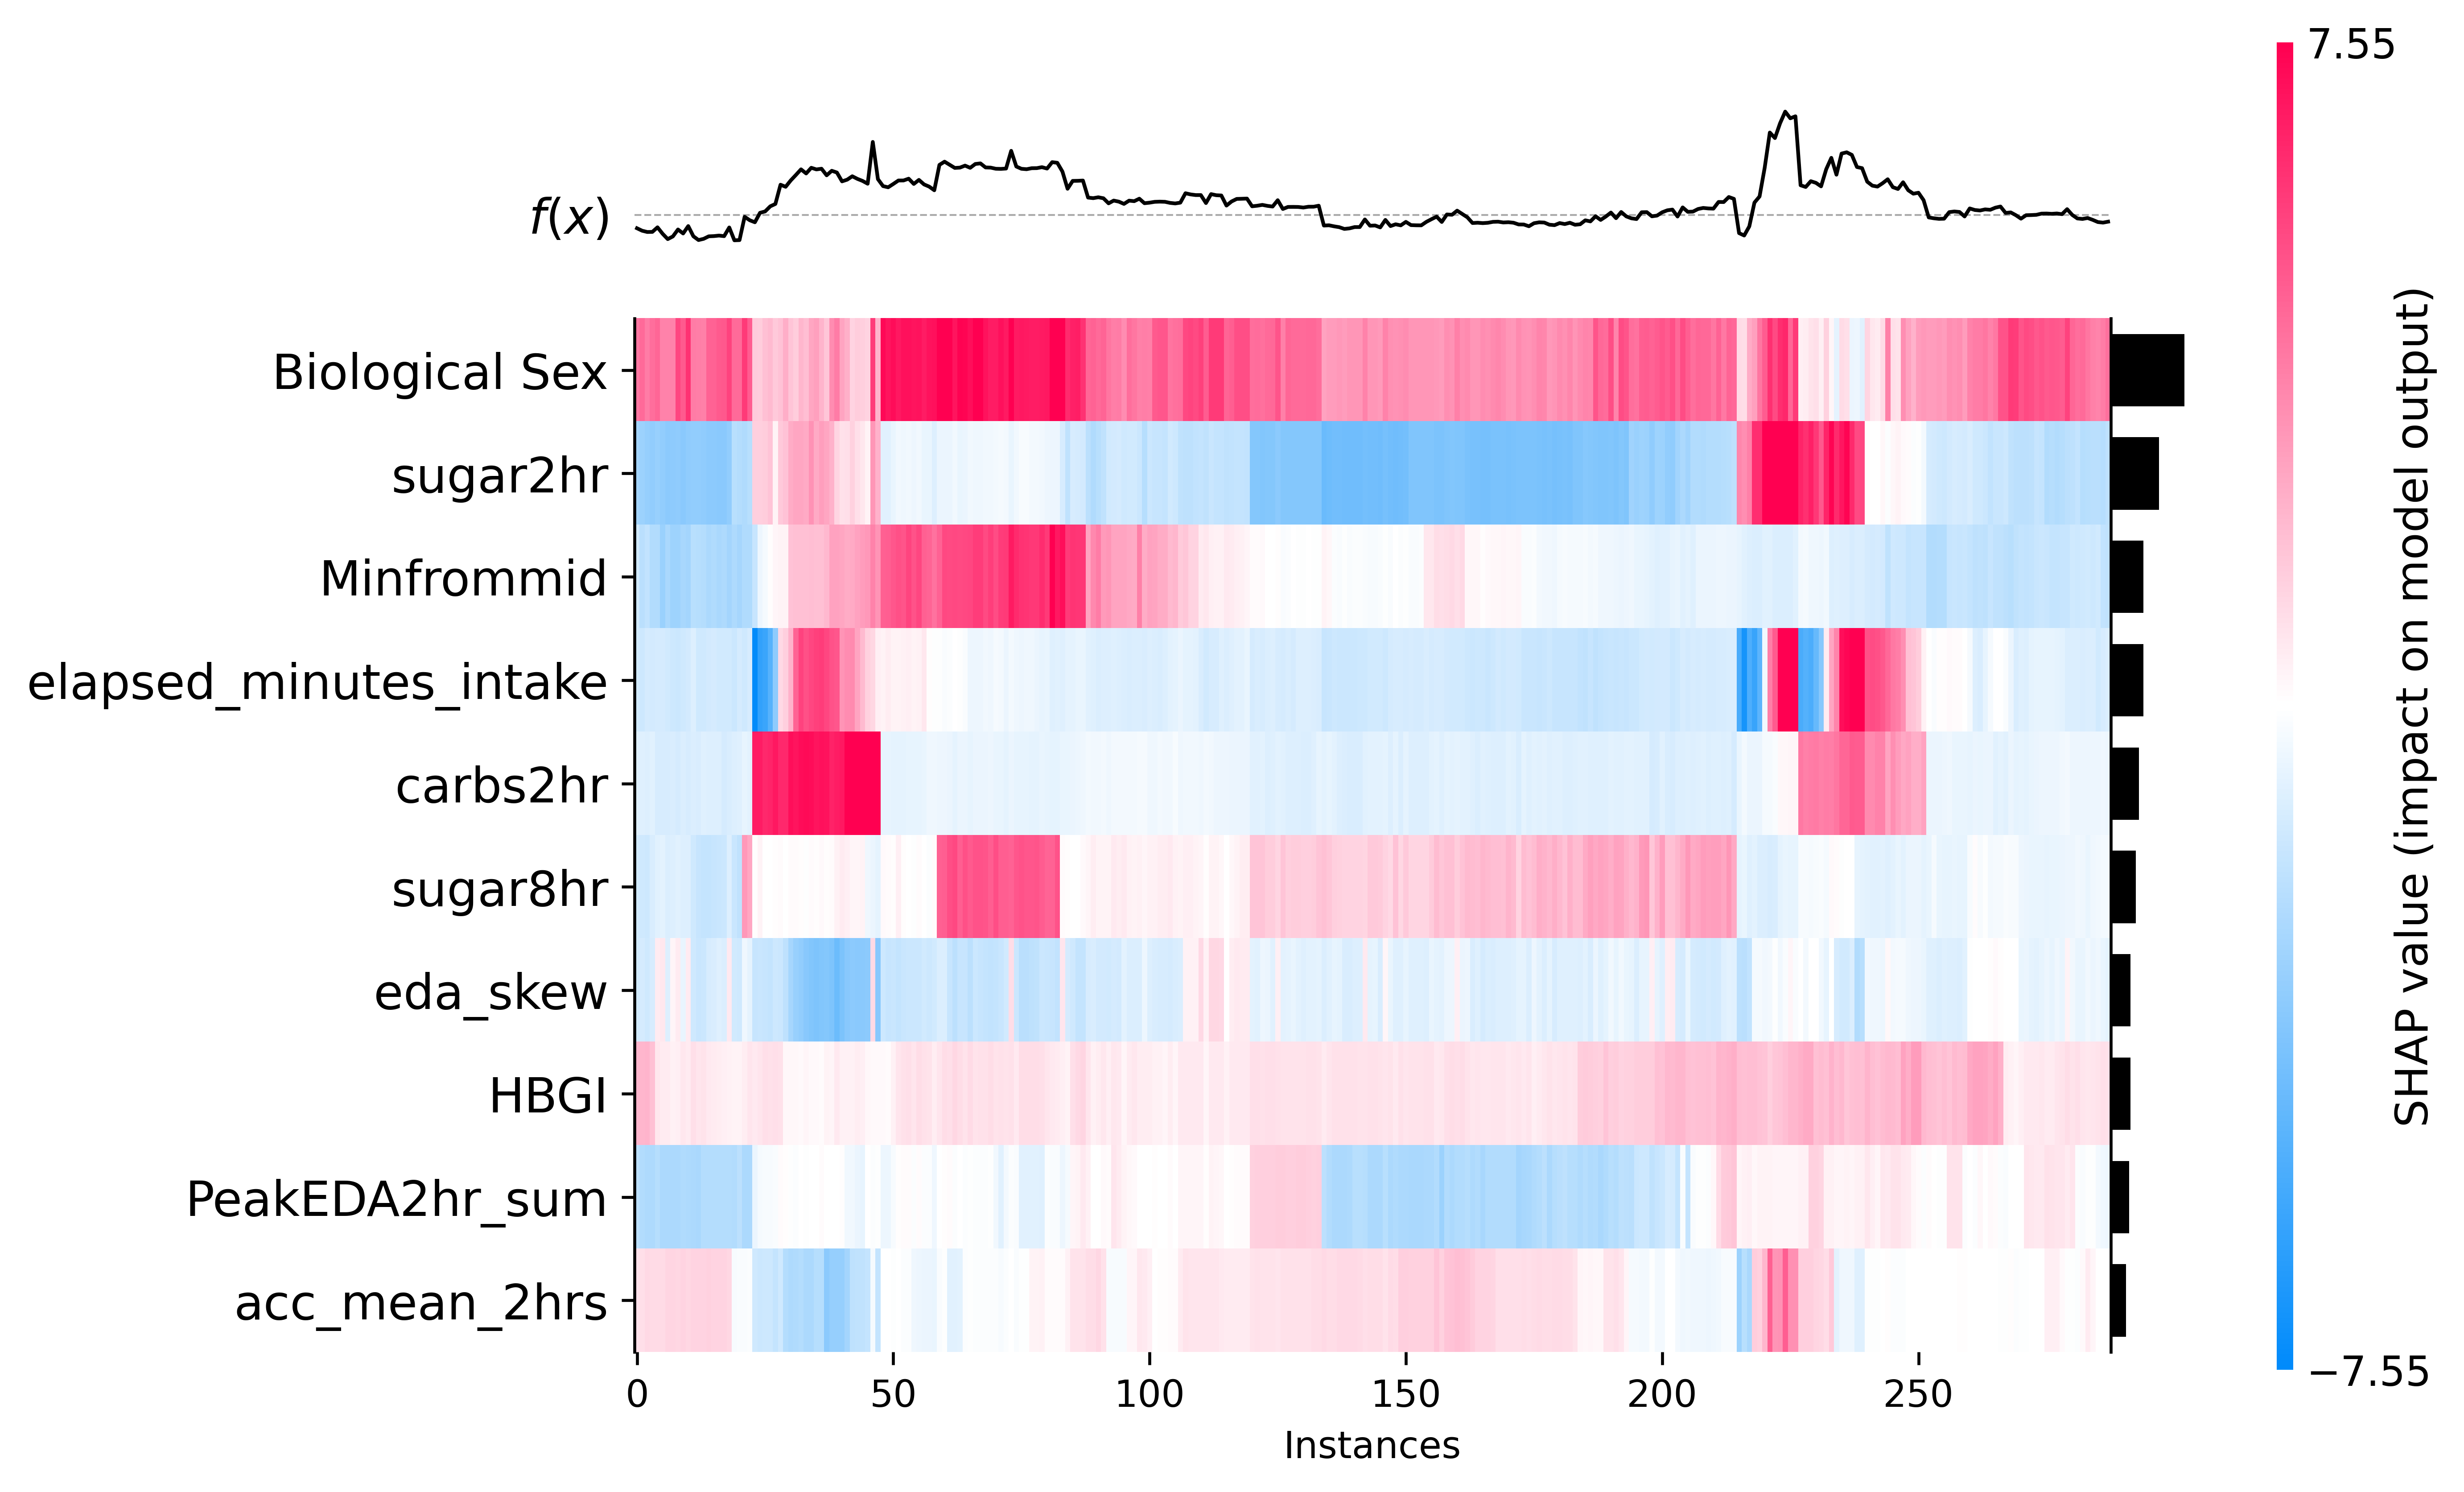 7.55
f(x)
Biological Sex
sugar2hr
Minfrommid
elapsed_minutes_intake
carbs2hr
sugar8hr
eda_skew
HBGI
PeakEDA2hr_sum
acc_mean_2hrs
0 50 100 150 200 250
Instances
SHAP value (impact on model output)
−7.55